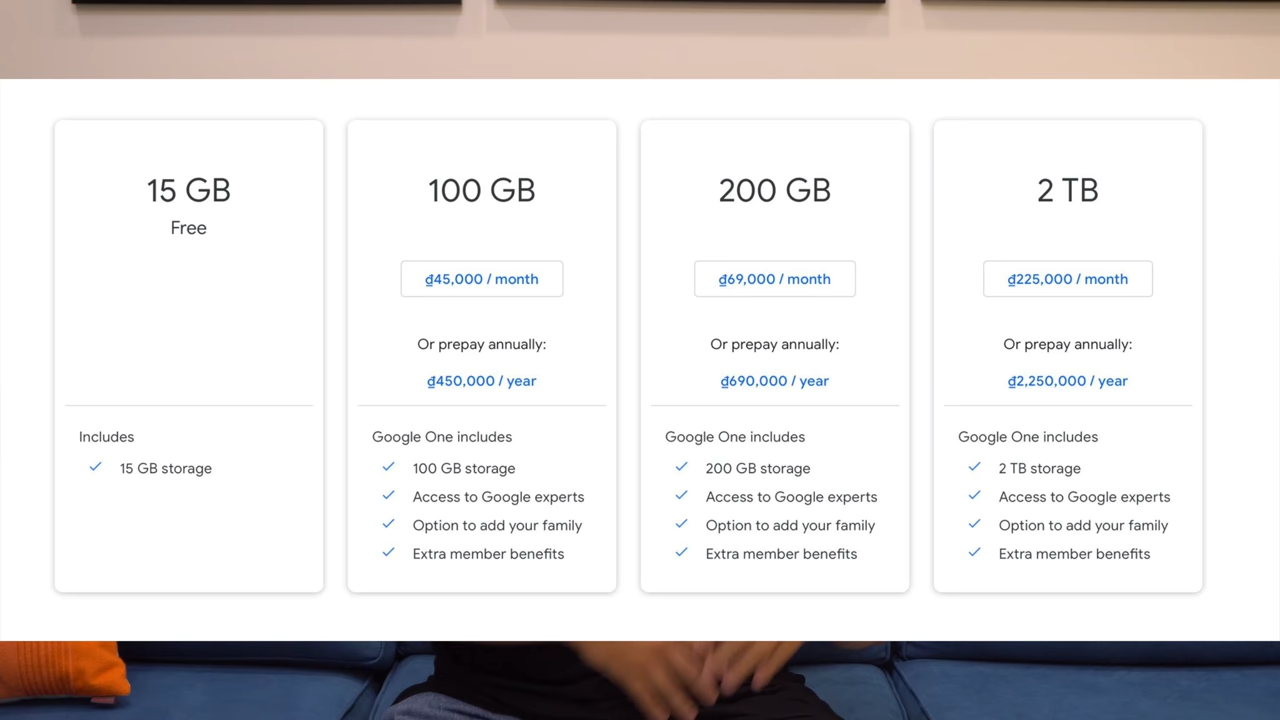 15 GB
Free
Includes
15 GB storage
100 GB
₫45,000 / month
Or prepay annually:
₫450,000 / year
Google One includes
100 GB storage
Access to Google experts
Option to add your family
Extra member benefits
200 GB
₫69,000 / month
Or prepay annually:
₫690,000 / year
Google One includes
200 GB storage
Access to Google experts
Option to add your family
Extra member benefits
2 TB
₫225,000 / month
Or prepay annually:
₫2,250,000 / year
Google One includes
2 TB storage
Access to Google experts
Option to add your family
Extra member benefits